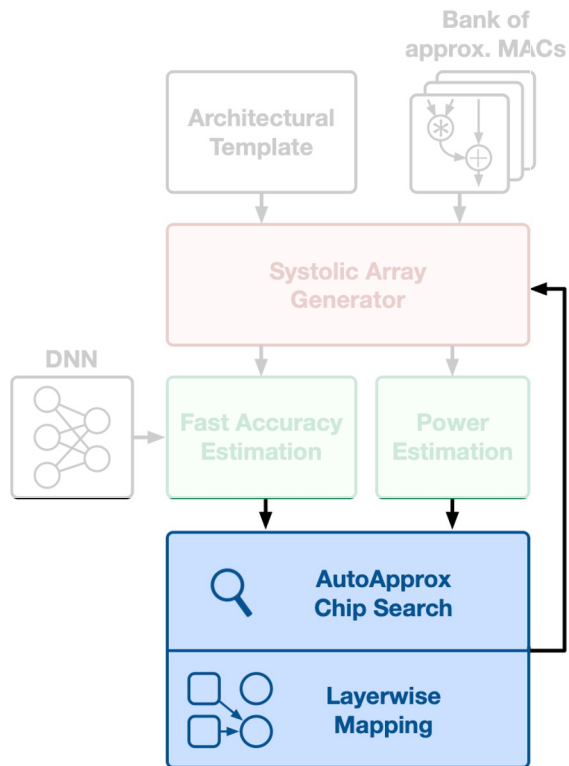 Bank of
approx. MACs
Architectural
Template
Systolic Array
Generator
DNN
Fast Accuracy
Estimation
Power
Estimation
AutoApprox
Chip Search
Layerwise
Mapping